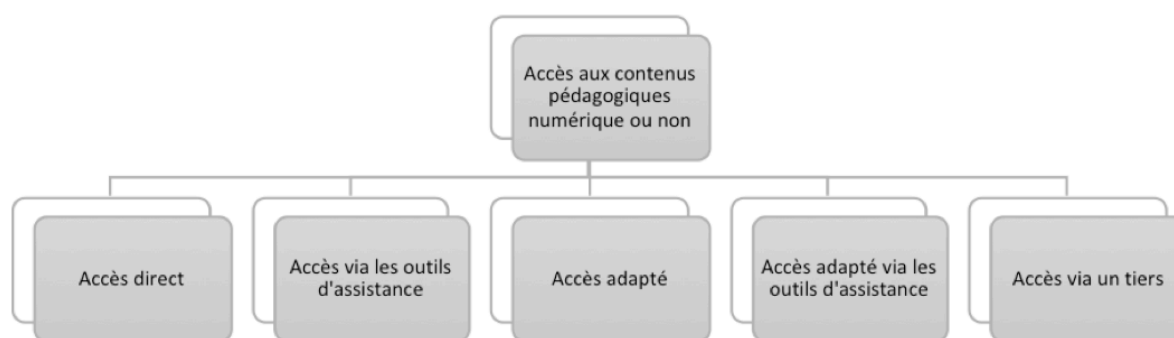 Accès aux contenus
pédagogiques
numérique ou non
Accès direct
Accès via les outils
d'assistance
Accès adapté
Accès adapté via les
outils d'assistance
Accès via un tiers